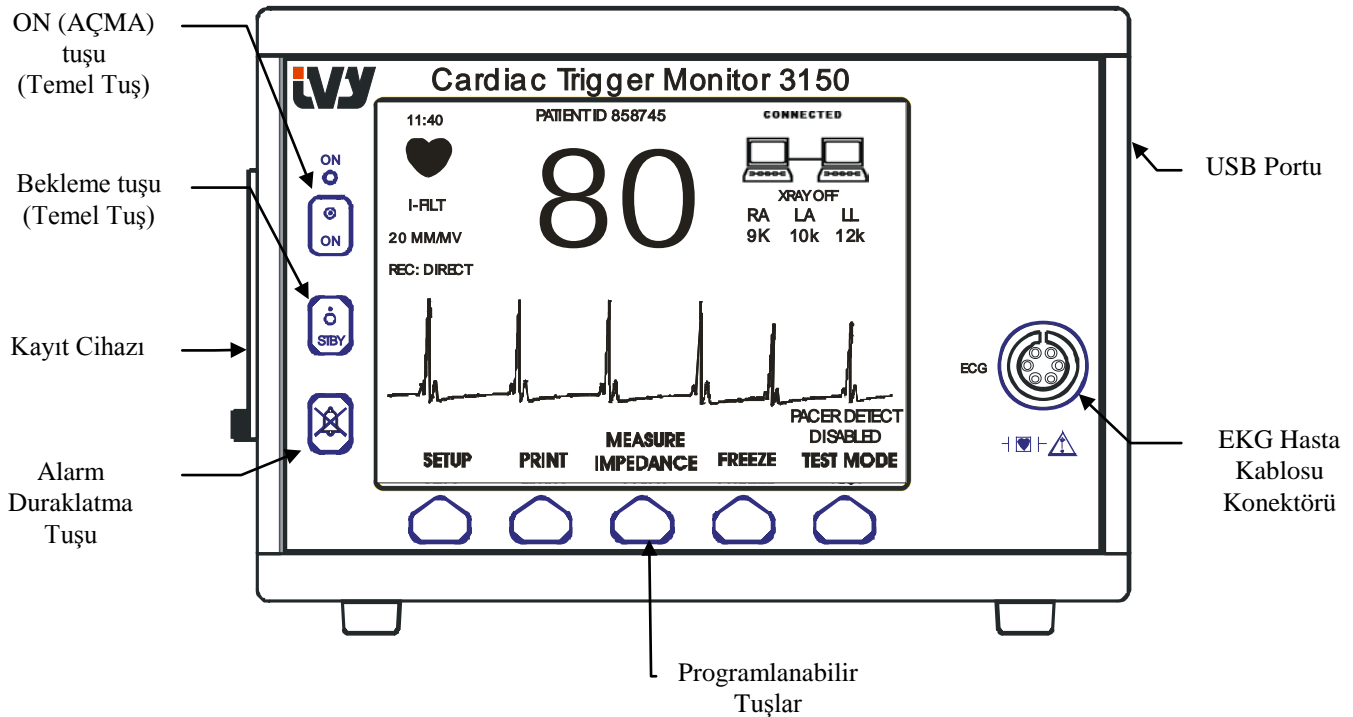 ON (AÇMA)
tuşu
(Temel Tuş)
Bekleme tuşu
(Temel Tuş)
Kayıt Cihazı
Alarm
Duraklatma
Tuşu
ivy
Cardiac Trigger Monitor 3150
11:40
PATIENT ID 858745
CONNECTED
80
I-FILT
20 MM/MV
REC: DIRECT
XRAY OFF
RA LA LL
9K 10k 12k
ON
ON
STBY
PACER DETECT
DISABLED
SETUP
PRINT
MEASURE
IMPEDANCE
FREEZE
TEST MODE
ECG
USB Portu
EKG Hasta
Kablosu
Konektörü
Programlanabilir
Tuşlar